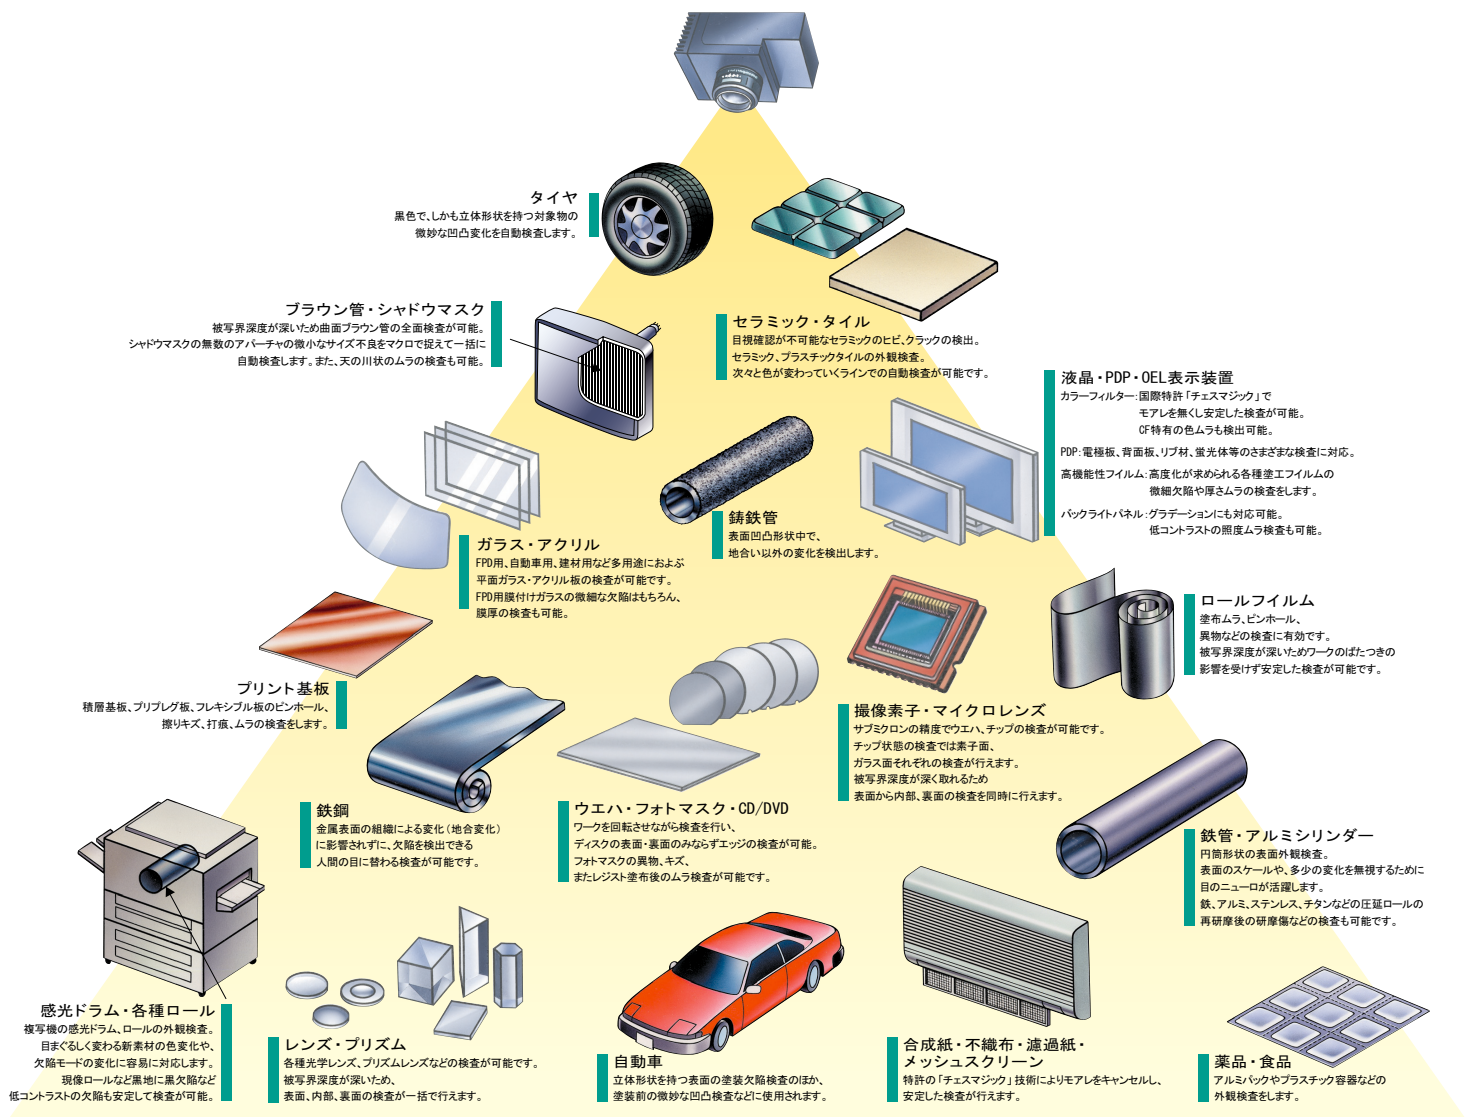 タイヤ
黒色で、しかも立体形状を持つ対象物の
微妙な凹凸変化を自動検査します。
ブラウン管・シャドウマスク
被写界深度が深いため曲面ブラウン管の全面検査が可能。
シャドウマスクの無数のアパーチャの微小なサイズ不良をマクロで捉えて一括に
自動検査します。また、天の川状のムラの検査も可能。
セラミック・タイル
目視確認が不可能なセラミックのヒビ、クラックの検出。
セラミック、プラスチックタイルの外観検査。
次々と色が変わっていくラインでの自動検査が可能です。
液晶・PDP・OEL表示装置
カラーフィルター：国際特許「チェスマジック」で
モアレを無くし安定した検査が可能。
CF特有の色ムラも検出可能。
PDP：電極板、背面板、リブ材、蛍光体等のさまざまな検査に対応。
高機能性フイルム：高度化が求められる各種塗工フイルムの
微細欠陥や厚さムラの検査をします。
バックライトパネル：グラデーションにも対応可能。
低コントラストの照度ムラ検査も可能。
鋳鉄管
表面凹凸形状中で、
地合い以外の変化を検出します。
ガラス・アクリル
FPD用、自動車用、建材用など多用途におよぶ
平面ガラス・アクリル板の検査が可能です。
FPD用膜付けガラスの微細な欠陥はもちろん、
膜厚の検査も可能。
ロールフイルム
塗布ムラ、ピンホール、
異物などの検査に有効です。
被写界深度が深いためワークのばたつきの
影響を受けず安定した検査が可能です。
プリント基板
積層基板、プリプレグ板、フレキシブル板のピンホール、
擦りキズ、打痕、ムラの検査をします。
撮像素子・マイクロレンズ
サブミクロンの精度でウエハ、チップの検査が可能です。
チップ状態の検査では素子面、
ガラス面それぞれの検査が行えます。
被写界深度が深く取れるため
表面から内部、裏面の検査を同時に行えます。
鉄鋼
金属表面の組織による変化（地合変化）
に影響されずに、欠陥を検出できる
人間の目に替わる検査が可能です。
ウエハ・フォトマスク・CD/DVD
ワークを回転させながら検査を行い、
ディスクの表面・裏面のみならずエッジの検査が可能。
フォトマスクの異物、キズ、
またレジスト塗布後のムラ検査が可能です。
鉄管・アルミシリンダー
円筒形状の表面外観検査。
表面のスケールや、多少の変化を無視するために
目のニューロが活躍します。
鉄、アルミ、ステンレス、チタンなどの圧延ロールの
再研摩後の研摩傷などの検査も可能です。
感光ドラム・各種ロール
複写機の感光ドラム、ロールの外観検査。
目まぐるしく変わる新素材の色変化や、
欠陥モードの変化に容易に対応します。
現像ロールなど黒地に黒欠陥など
低コントラストの欠陥も安定して検査が可能。
レンズ・プリズム
各種光学レンズ、プリズムレンズなどの検査が可能です。
被写界深度が深いため、
表面、内部、裏面の検査が一括で行えます。
自動車
立体形状を持つ表面の塗装欠陥検査のほか、
塗装前の微妙な凹凸検査などに使用されます。
合成紙・不織布・濾過紙・
メッシュスクリーン
特許の「チェスマジック」技術によりモアレをキャンセルし、
安定した検査が行えます。
薬品・食品
アルミパックやプラスチック容器などの
外観検査をします。